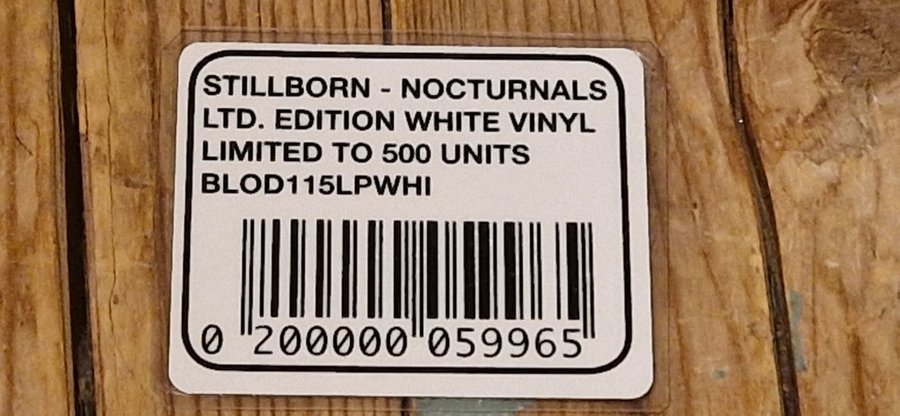 STILLBORN - NOCTURNALS
LTD. EDITION WHITE VINYL
LIMITED TO 500 UNITS
BLOD115LPWHI
0 200000 059965